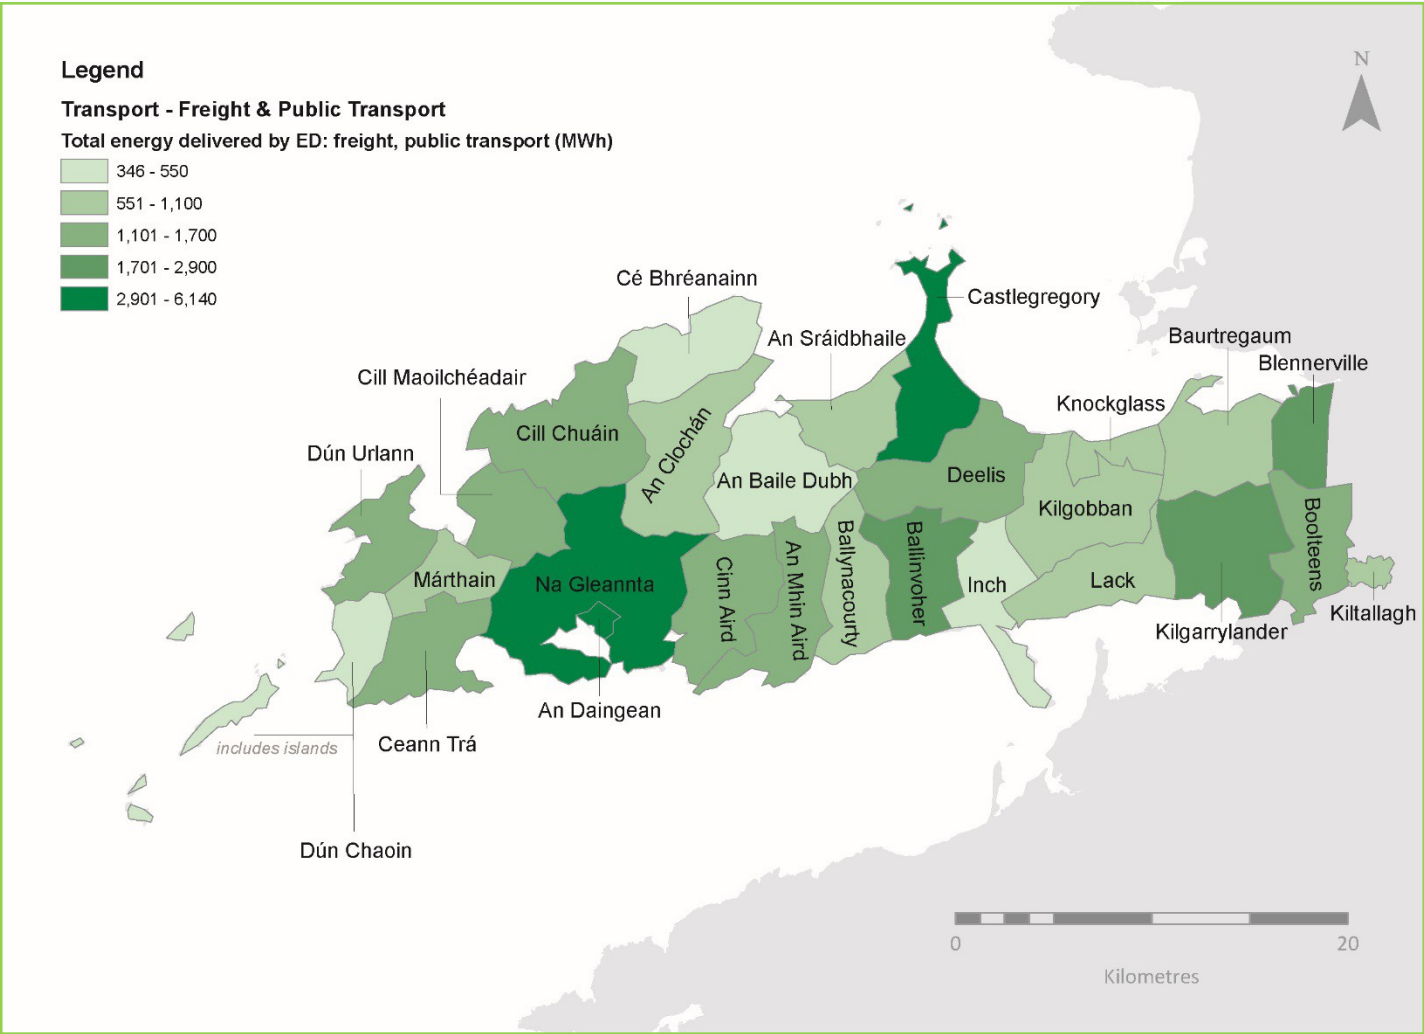 Legend
Transport - Freight & Public Transport
Total energy delivered by ED: freight, public transport (MWh)
346 - 550
551 - 1,100
1,101 - 1,700
1,701 - 2,900
2,901 - 6,140
N
Cé Bhréanainn
Castlegregory
An Sráidbhaile
Baurtregaum
Blennerville
Cill Maoilchéadair
Knockglass
Cill Chuáin
An Clochán
Dún Urlann
An Baile Dubh
Deelis
Kilgobban
Boolteens
Márthain
Na Gleannta
Cinn Aird
An Mhin Aird
Ballynacourty
Ballinvoher
Inch
Lack
Kiltallagh
Kilgarrylander
An Daingean
Ceann Trá
includes islands
Dún Chaoin
0
20
Kilometres